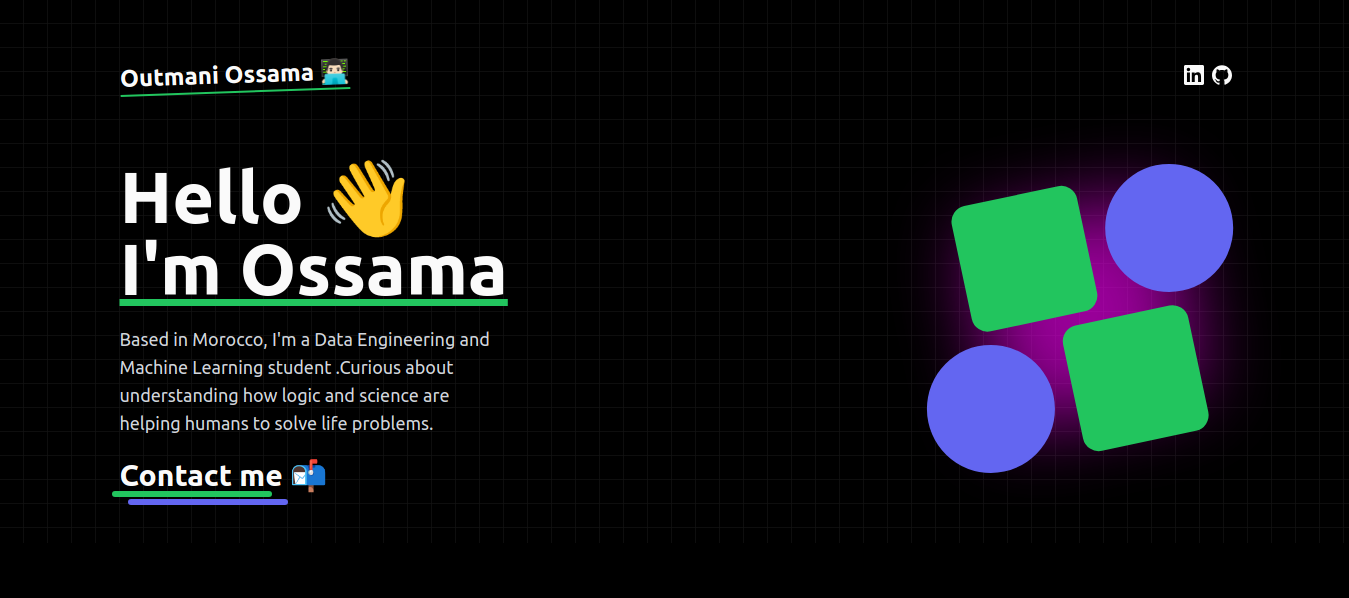 Outmani Ossama 👨🏻‍💻
Hello 👋
I'm Ossama
Based in Morocco, I'm a Data Engineering and
Machine Learning student .Curious about
understanding how logic and science are
helping humans to solve life problems.
Contact me 📬